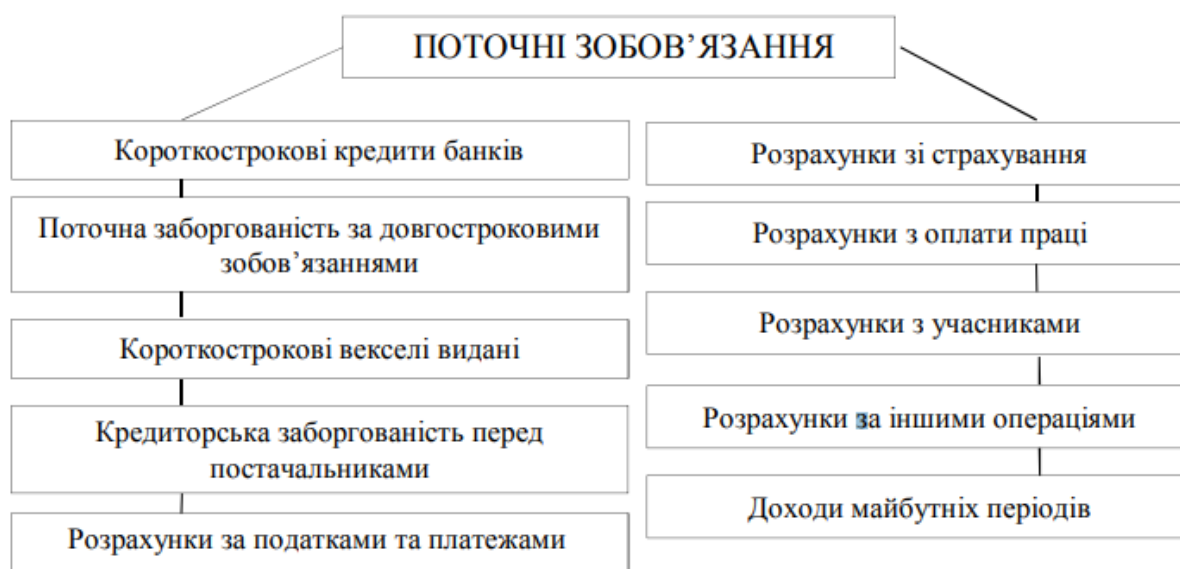 ПОТОЧНІ ЗОБОВ’ЯЗАННЯ
Короткострокові кредити банків
Поточна заборгованість за довгостроковими
зобов’язаннями
Короткострокові векселі видані
Кредиторська заборгованість перед
постачальниками
Розрахунки за податками та платежами
Розрахунки зі страхування
Розрахунки з оплати праці
Розрахунки з учасниками
Розрахунки за іншими операціями
Доходи майбутніх періодів